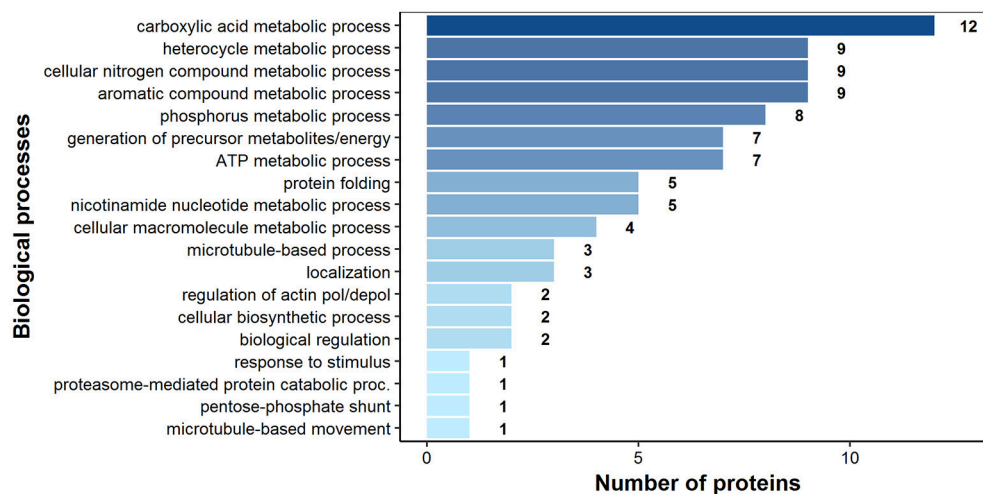 Biological processes
carboxylic acid metabolic process 12
heterocycle metabolic process 9
cellular nitrogen compound metabolic process 9
aromatic compound metabolic process 9
phosphorus metabolic process 8
generation of precursor metabolites/energy 7
ATP metabolic process 7
protein folding 5
nicotinamide nucleotide metabolic process 5
cellular macromolecule metabolic process 4
microtubule-based process 3
localization 3
regulation of actin pol/depol 2
cellular biosynthetic process 2
biological regulation 2
response to stimulus 1
proteasome-mediated protein catabolic proc. 1
pentose-phosphate shunt 1
microtubule-based movement 1
0 5 10
Number of proteins